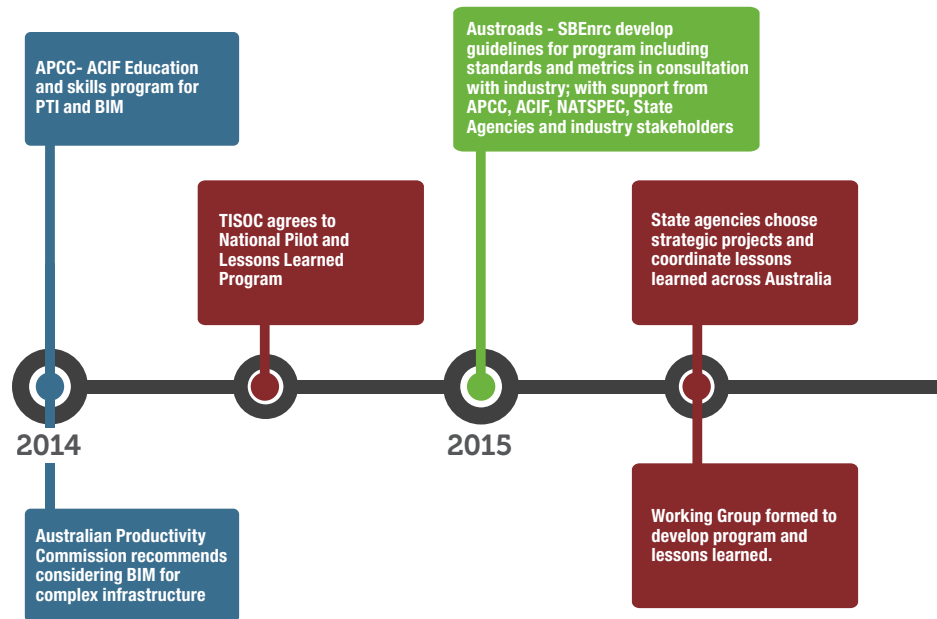 APCC- ACIF Education
and skills program for
PTI and BIM
Austroads - SBEnrc develop
guidelines for program including
standards and metrics in consultation
with industry; with support from
APCC, ACIF, NATSPEC, State
Agencies and industry stakeholders
TISOC agrees to
National Pilot and
Lessons Learned
Program
State agencies choose
strategic projects and
coordinate lessons
learned across Australia
2014
2015
Australian Productivity
Commission recommends
considering BIM for
complex infrastructure
Working Group formed to
develop program and
lessons learned.